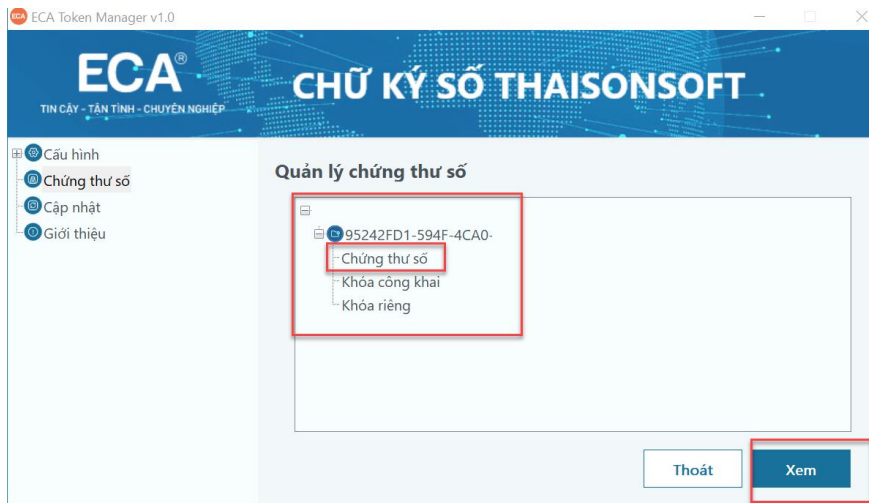 ECA ECA Token Manager v1.0
ECA®
TIN CẬY - TẬN TÌNH - CHUYÊN NGHIỆP
CHỮ KÝ SỐ THAISONSOFT
Cấu hình
Chứng thư số
Cập nhật
Giới thiệu
Quản lý chứng thư số
95242FD1-594F-4CA0-
Chứng thư số
Khóa công khai
Khóa riêng
Thoát
Xem